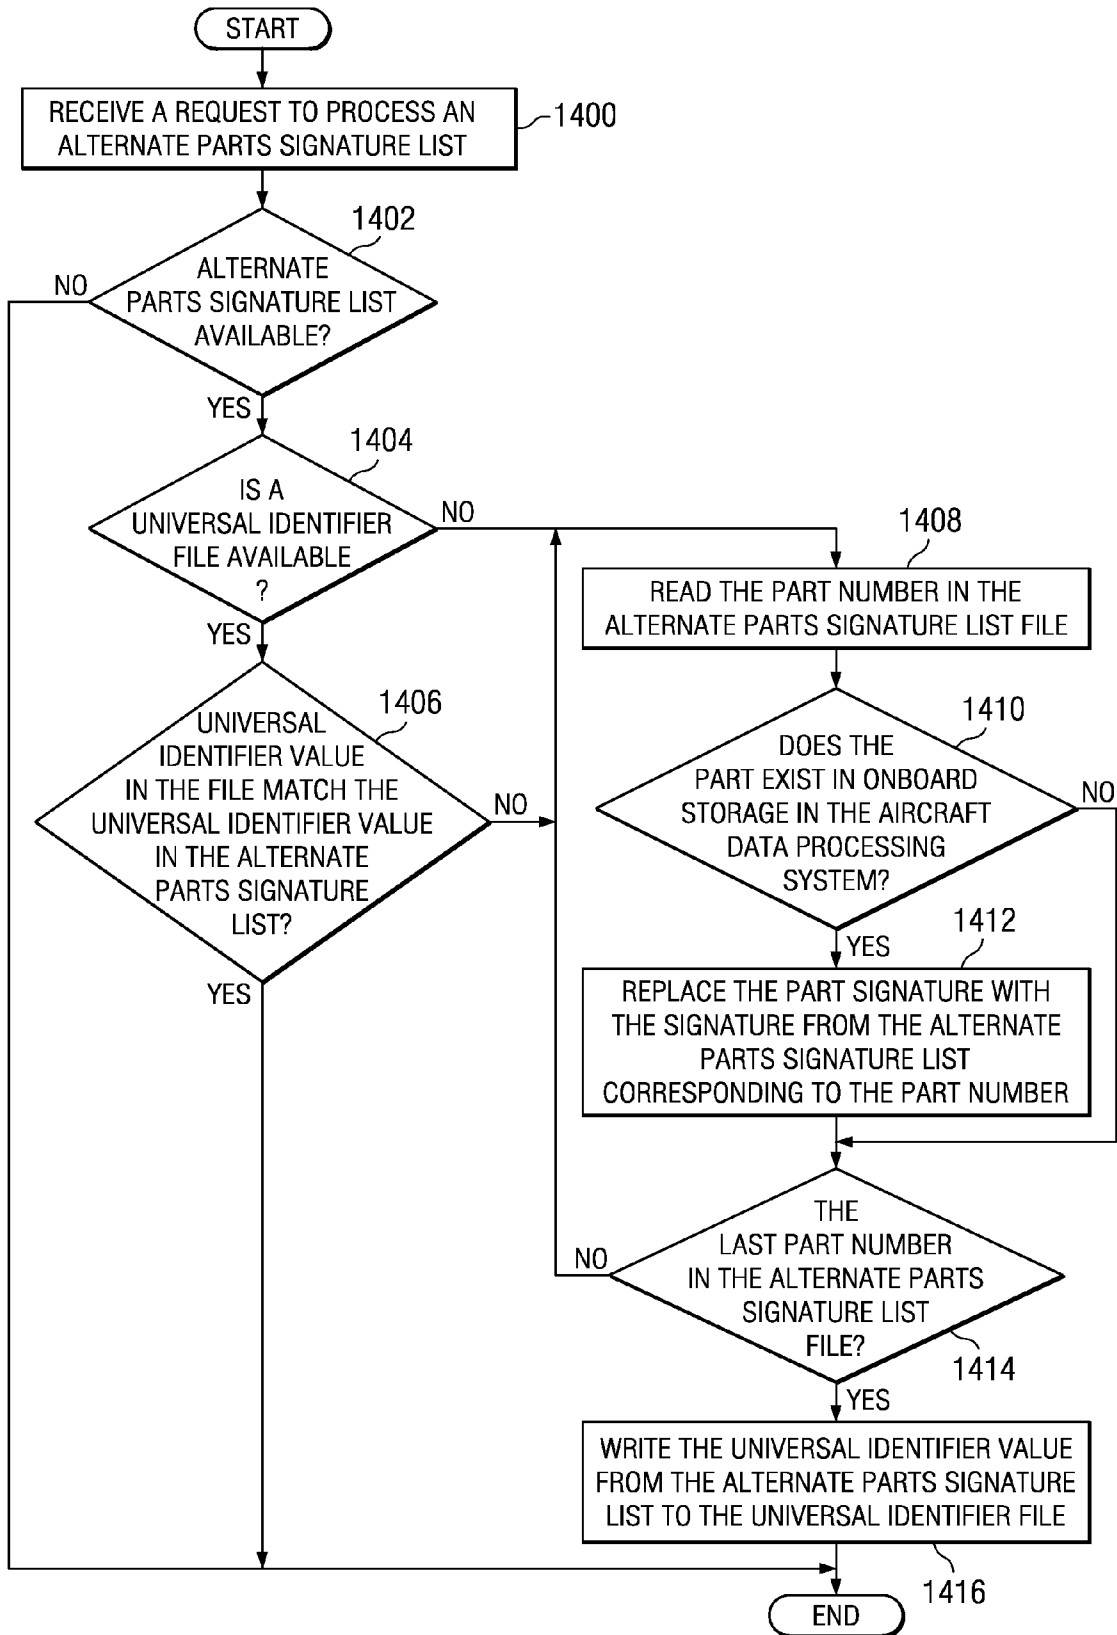 START
RECEIVE A REQUEST TO PROCESS AN
ALTERNATE PARTS SIGNATURE LIST
1400
1402
ALTERNATE
PARTS SIGNATURE LIST
AVAILABLE?
NO
YES
1404
IS A
UNIVERSAL IDENTIFIER
FILE AVAILABLE
?
NO
YES
1406
UNIVERSAL
IDENTIFIER VALUE
IN THE FILE MATCH THE
UNIVERSAL IDENTIFIER VALUE
IN THE ALTERNATE
PARTS SIGNATURE
LIST?
NO
YES
1408
READ THE PART NUMBER IN THE
ALTERNATE PARTS SIGNATURE LIST FILE
1410
DOES THE
PART EXIST IN ONBOARD
STORAGE IN THE AIRCRAFT
DATA PROCESSING
SYSTEM?
NO
YES
1412
REPLACE THE PART SIGNATURE WITH
THE SIGNATURE FROM THE ALTERNATE
PARTS SIGNATURE LIST
CORRESPONDING TO THE PART NUMBER
THE
LAST PART NUMBER
IN THE ALTERNATE PARTS
SIGNATURE LIST
FILE?
NO
1414
YES
WRITE THE UNIVERSAL IDENTIFIER VALUE
FROM THE ALTERNATE PARTS SIGNATURE
LIST TO THE UNIVERSAL IDENTIFIER FILE
1416
END